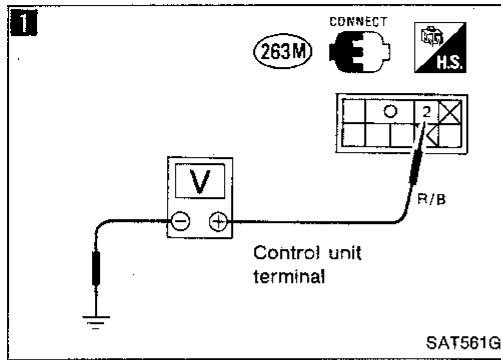 1
CONNECT
263M
H.S.
2
V
R/B
Control unit
terminal
SAT561G